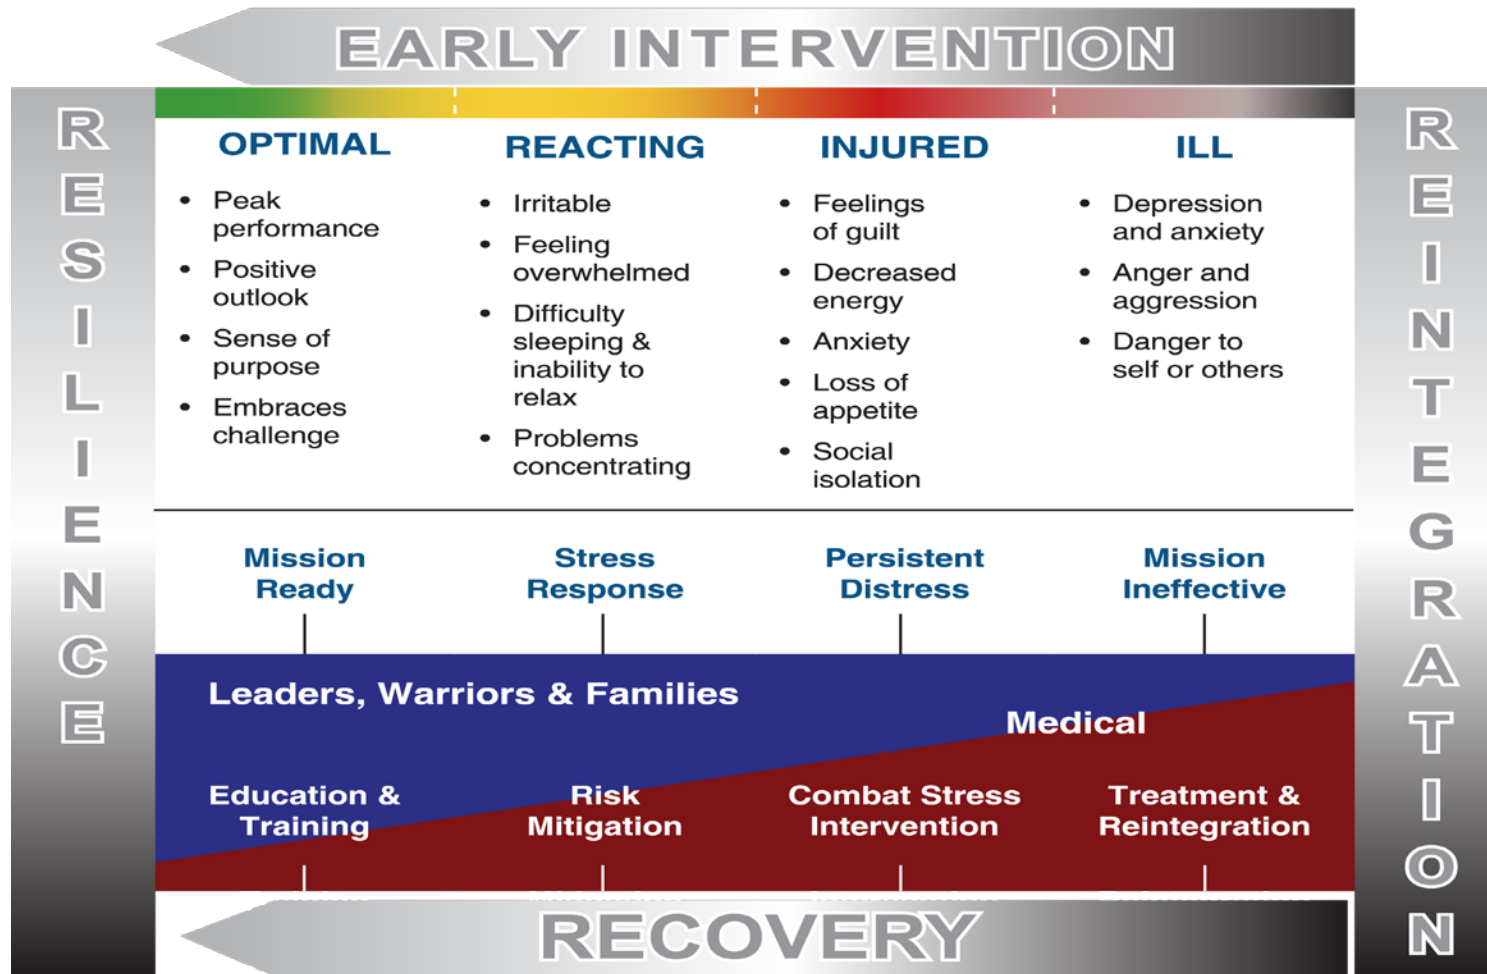 EARLY INTERVENTION
RESILIENCE
OPTIMAL
• Peak
performance
• Positive
outlook
• Sense of
purpose
• Embraces
challenge
REACTING
• Irritable
• Feeling
overwhelmed
• Difficulty
sleeping &
inability to
relax
• Problems
concentrating
INJURED
• Feelings
of guilt
• Decreased
energy
• Anxiety
• Loss of
appetite
• Social
isolation
ILL
• Depression
and anxiety
• Anger and
aggression
• Danger to
self or others
REINTEGRATION
Mission
Ready
Stress
Response
Persistent
Distress
Mission
Ineffective
Leaders, Warriors & Families
Medical
Education &
Training
Risk
Mitigation
Combat Stress
Intervention
Treatment &
Reintegration
RECOVERY